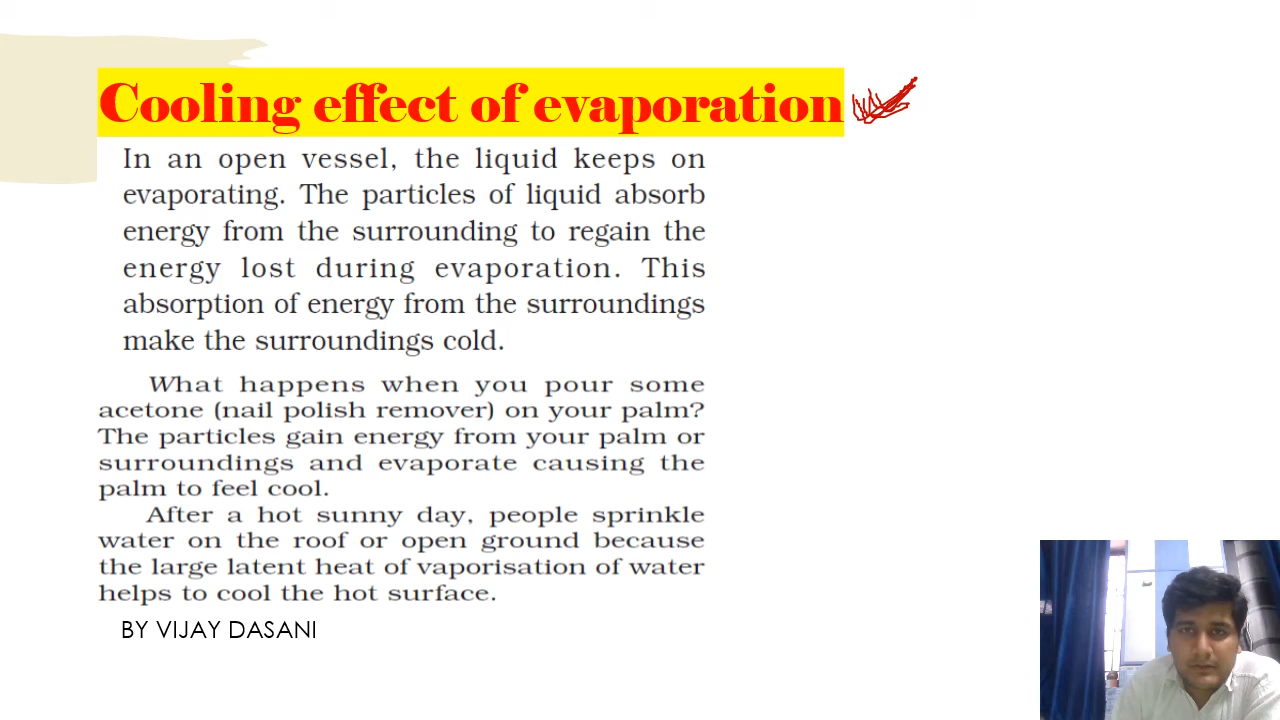 Cooling effect of evaporation
In an open vessel, the liquid keeps on
evaporating. The particles of liquid absorb
energy from the surrounding to regain the
energy lost during evaporation. This
absorption of energy from the surroundings
make the surroundings cold.
What happens when you pour some
acetone (nail polish remover) on your palm?
The particles gain energy from your palm or
surroundings and evaporate causing the
palm to feel cool.
After a hot sunny day, people sprinkle
water on the roof or open ground because
the large latent heat of vaporisation of water
helps to cool the hot surface.
BY VIJAY DASANI